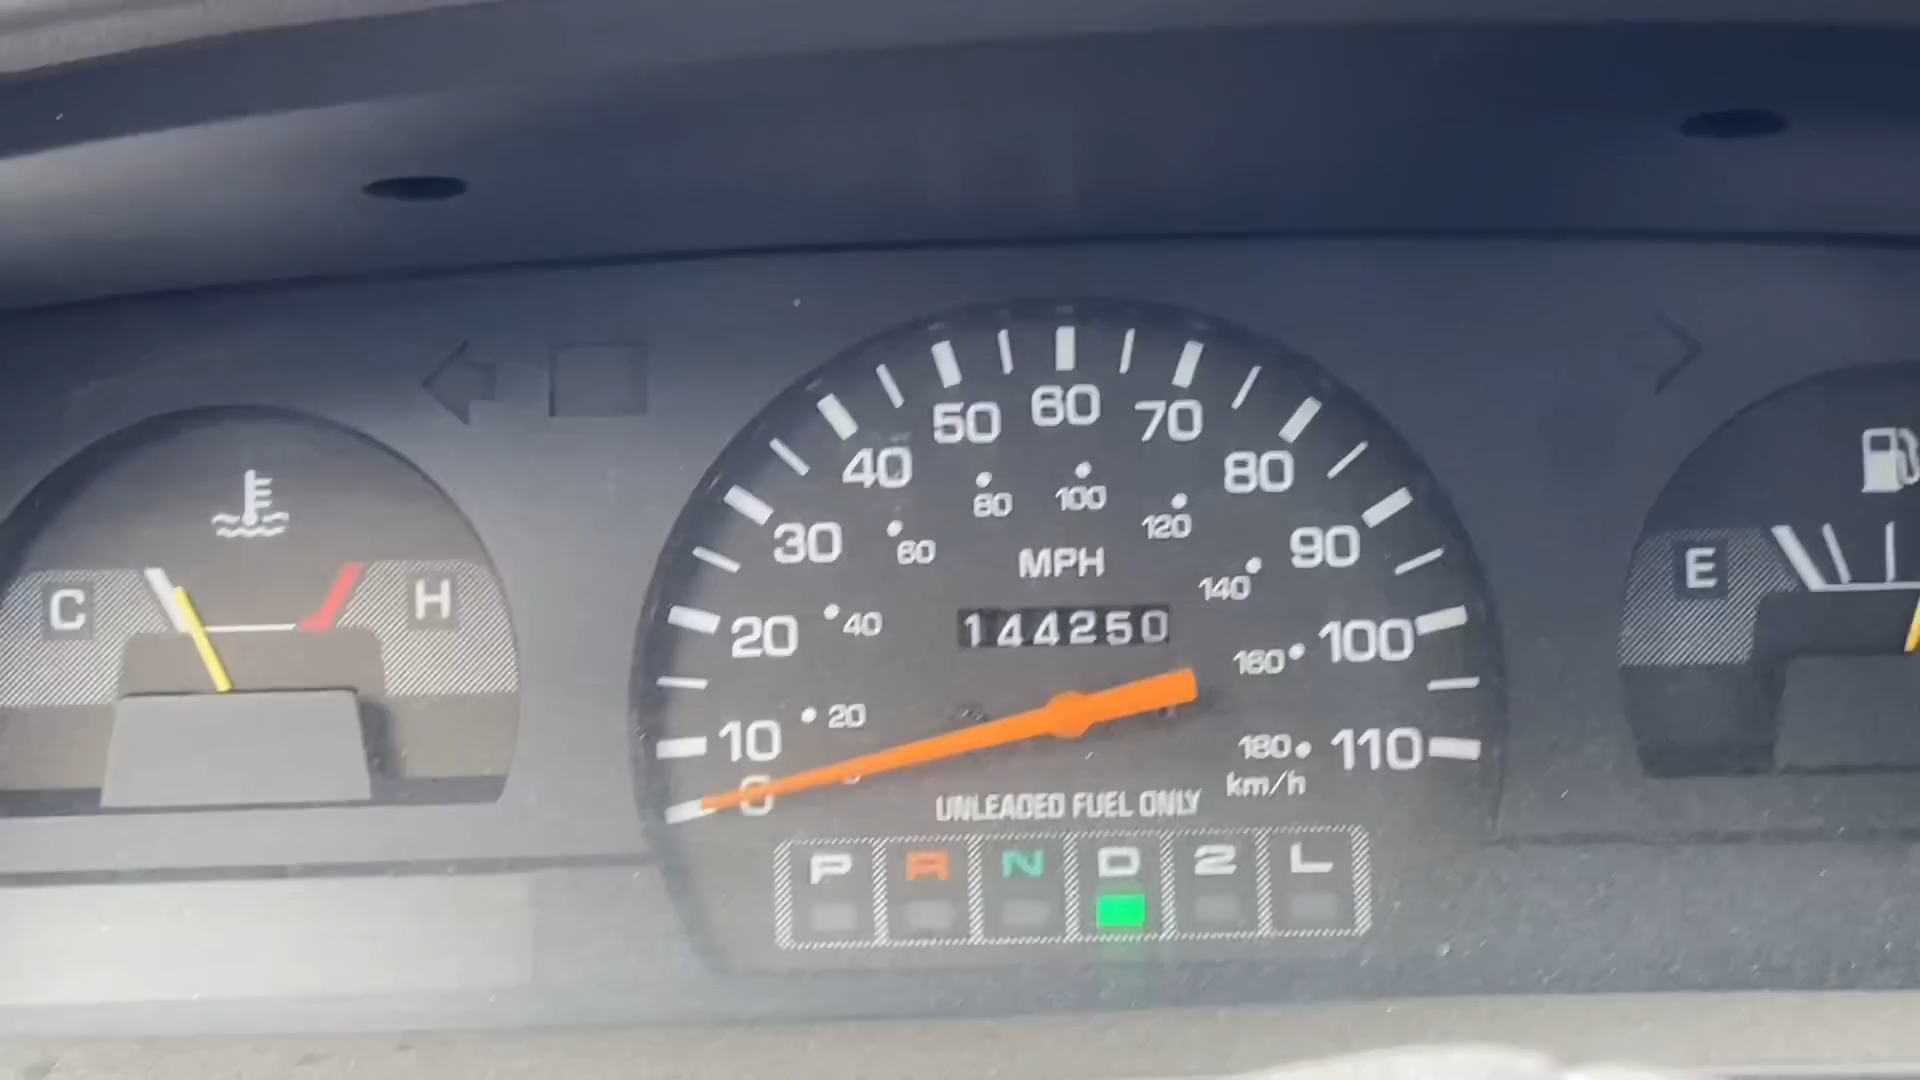 50 60 70
40 80
80 100 120
30 60 MPH 140 90
C H E
20 40 144250 160 100
10 20 180 110
0 km/h
UNLEADED FUEL ONLY
P R N D 2 L